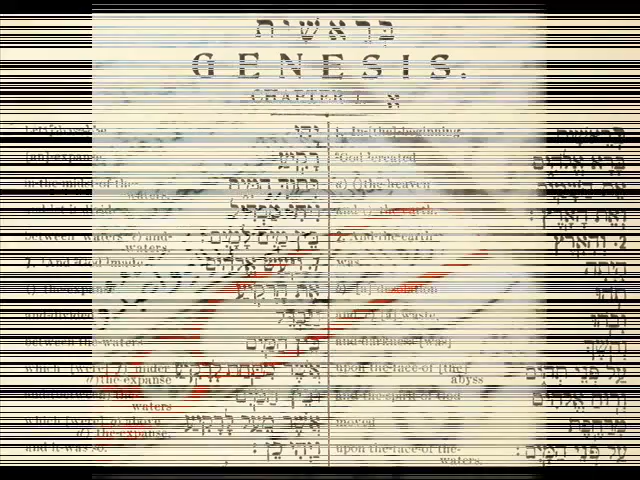 בראשית
GENESIS.
CHAPTER I. א
1. In [the] beginning בראשית
God created ברא אלהים
a) () the heaven את השמים
and () the earth. ואת הארץ:
2. And the earth 2. והארץ
was היתה
b) [a] desolation תהו
and c) [a] waste, ובהו
and darkness [was] וחשך
upon the face of [the] abyss על פני תהום
and the spirit of God ורוח אלהים
moved מרחפת
upon the face of the waters. על פני המים:
Let [there] be יהי
[an] expanse, רקיע
in the midst of the waters, בתוך המים
let it divide ויהי מבדיל
between waters and waters. בין מים למים:
7. And God made 7. ויעש אלהים
() the expanse את הרקיע
and divided ויבדל
between the waters בין המים
which [were] under the expanse אשר מתחת לרקיע
and between the waters ובין המים
which [were] above the expanse, אשר מעל לרקיע
and it was so. ויהי כן: